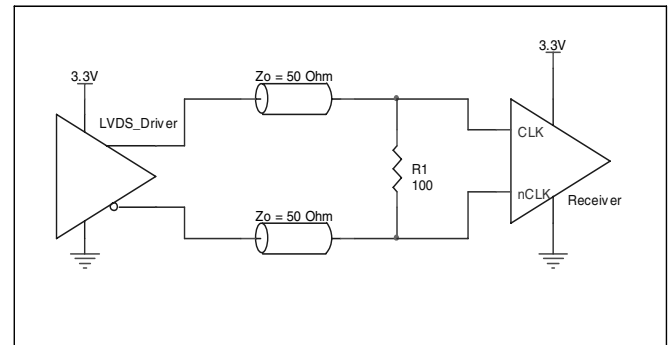 3.3V
LVDS_Driver
Zo = 50 Ohm
Zo = 50 Ohm
R1
100
3.3V
CLK
nCLK
Receiver